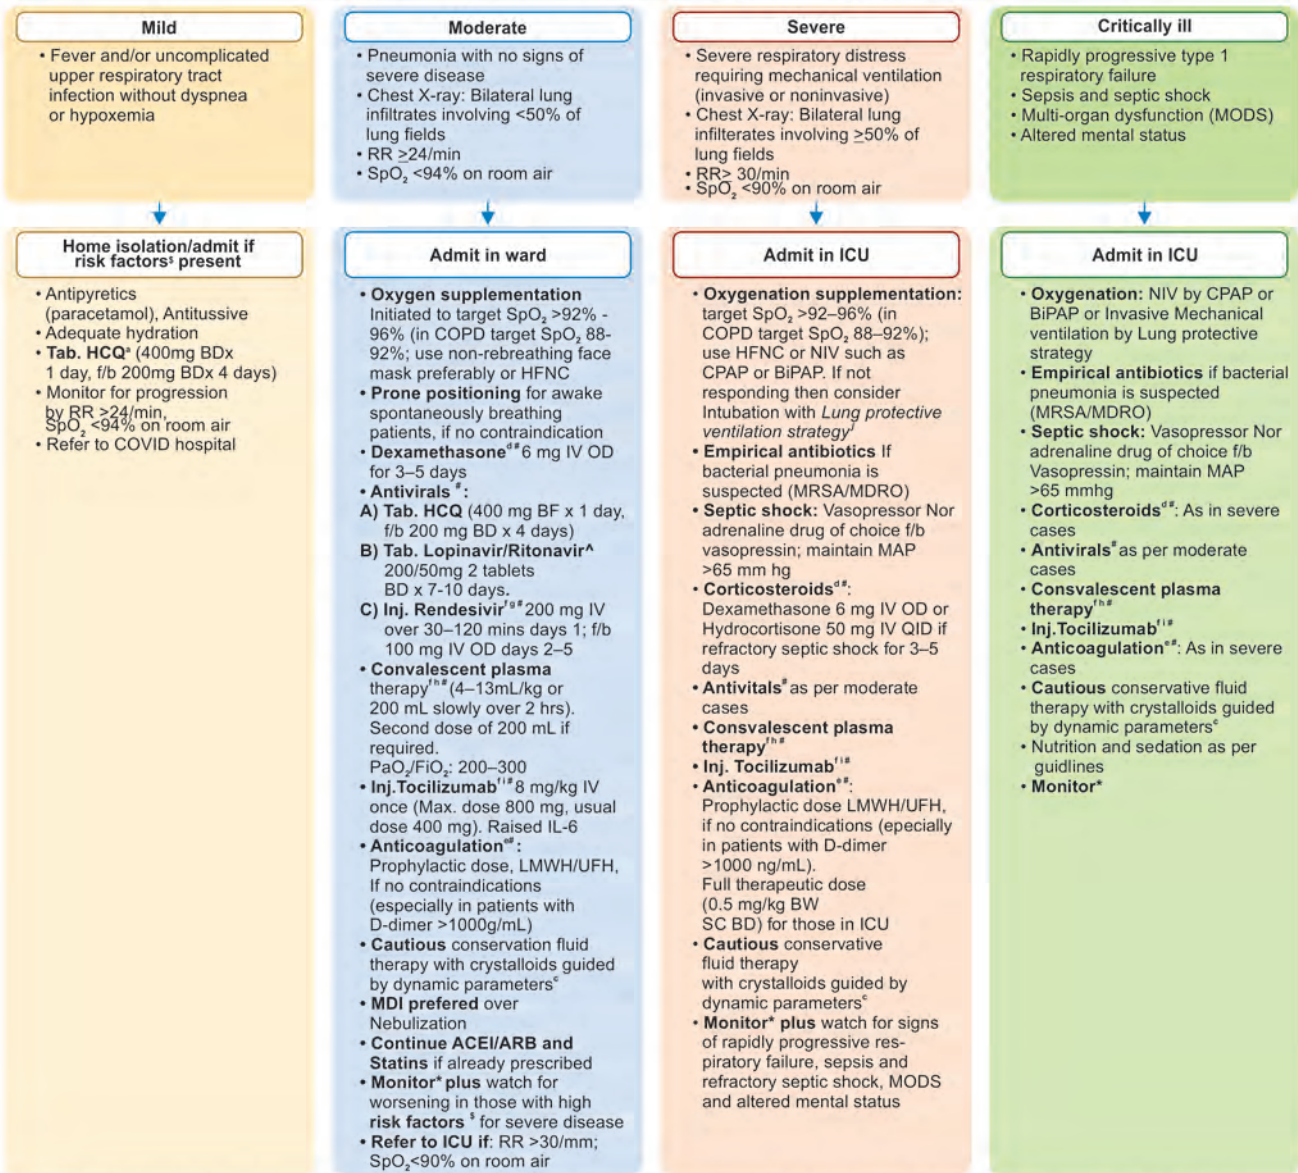 Mild
• Fever and/or uncomplicated
upper respiratory tract
infection without dyspnea
or hypoxemia
Home isolation/admit if
risk factors$ present
• Antipyretics
(paracetamol), Antitussive
• Adequate hydration
• Tab. HCQª (400mg BDx
1 day, f/b 200mg BDx 4 days)
• Monitor for progression
by RR >24/min,
SpO₂ <94% on room air
• Refer to COVID hospital
Moderate
• Pneumonia with no signs of
severe disease
• Chest X-ray: Bilateral lung
infiltrates involving <50% of
lung fields
• RR ≥24/min
• SpO₂ <94% on room air
Admit in ward
• Oxygen supplementation
Initiated to target SpO₂ >92% -
96% (in COPD target SpO₂ 88-
92%; use non-rebreathing face
mask preferably or HFNC
• Prone positioning for awake
spontaneously breathing
patients, if no contraindication
• Dexamethasoneᵈ# 6 mg IV OD
for 3–5 days
• Antivirals #:
A) Tab. HCQ (400 mg BF x 1 day,
f/b 200 mg BD x 4 days)
B) Tab. Lopinavir/Ritonavir^
200/50mg 2 tablets
BD x 7-10 days.
C) Inj. Rendesivirᶠᵍ# 200 mg IV
over 30–120 mins days 1; f/b
100 mg IV OD days 2–5
• Convalescent plasma
therapyᶠʰ# (4–13mL/kg or
200 mL slowly over 2 hrs).
Second dose of 200 mL if
required.
PaO₂/FiO₂: 200–300
• Inj.Tocilizumabᶠⁱ# 8 mg/kg IV
once (Max. dose 800 mg, usual
dose 400 mg). Raised IL-6
• Anticoagulationᵉ#:
Prophylactic dose, LMWH/UFH,
If no contraindications
(especially in patients with
D-dimer >1000g/mL)
• Cautious conservation fluid
therapy with crystalloids guided
by dynamic parametersᶜ
• MDI prefered over
Nebulization
• Continue ACEI/ARB and
Statins if already prescribed
• Monitor* plus watch for
worsening in those with high
risk factors $ for severe disease
• Refer to ICU if: RR >30/mm;
SpO₂<90% on room air
Severe
• Severe respiratory distress
requiring mechanical ventilation
(invasive or noninvasive)
• Chest X-ray: Bilateral lung
infilterates involving ≥50% of
lung fields
• RR≥ 30/min
• SpO₂ <90% on room air
Admit in ICU
• Oxygenation supplementation:
target SpO₂ >92–96% (in
COPD target SpO₂ 88–92%);
use HFNC or NIV such as
CPAP or BiPAP. If not
responding then consider
Intubation with Lung protective
ventilation strategyʲ
• Empirical antibiotics If
bacterial pneumonia is
suspected (MRSA/MDRO)
• Septic shock: Vasopressor Nor
adrenaline drug of choice f/b
vasopressin; maintain MAP
>65 mm hg
• Corticosteroidsᵈ#:
Dexamethasone 6 mg IV OD or
Hydrocortisone 50 mg IV QID if
refractory septic shock for 3–5
days
• Antivitals# as per moderate
cases
• Consvalescent plasma
therapyᶠʰ#
• Inj. Tocilizumabᶠⁱ#
• Anticoagulationᵉ#:
Prophylactic dose LMWH/UFH,
if no contraindications (epecially
in patients with D-dimer
>1000 ng/mL).
Full therapeutic dose
(0.5 mg/kg BW
SC BD) for those in ICU
• Cautious conservative
fluid therapy
with crystalloids guided by
dynamic parametersᶜ
• Monitor* plus watch for signs
of rapidly progressive res-
piratory failure, sepsis and
refractory septic shock, MODS
and altered mental status
Critically ill
• Rapidly progressive type 1
respiratory failure
• Sepsis and septic shock
• Multi-organ dysfunction (MODS)
• Altered mental status
Admit in ICU
• Oxygenation: NIV by CPAP or
BiPAP or Invasive Mechanical
ventilation by Lung protective
strategy
• Empirical antibiotics if bacterial
pneumonia is suspected
(MRSA/MDRO)
• Septic shock: Vasopressor Nor
adrenaline drug of choice f/b
Vasopressin; maintain MAP
>65 mmhg
• Corticosteroidsᵈ#: As in severe
cases
• Antivirals# as per moderate
cases
• Consvalescent plasma
therapyᶠʰ#
• Inj.Tocilizumabᶠⁱ#
• Anticoagulationᵉ#: As in severe
cases
• Cautious conservative fluid
therapy with crystalloids guided
by dynamic parametersᶜ
• Nutrition and sedation as per
guidlines
• Monitor*